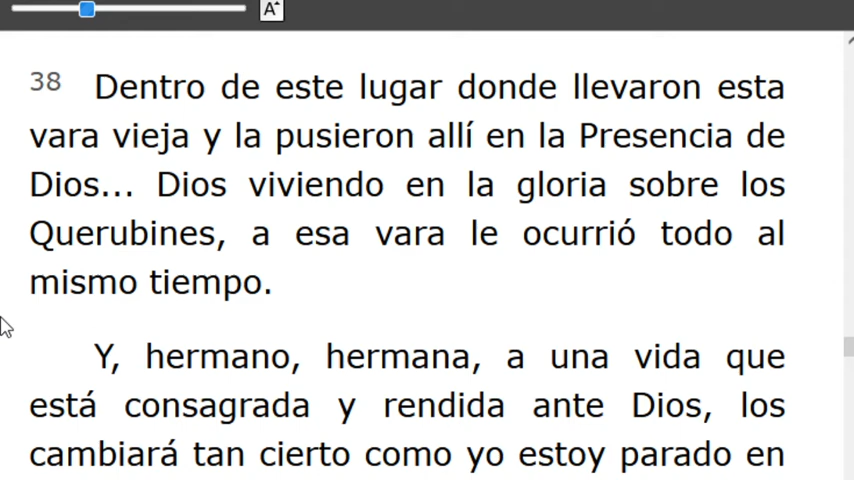 A
38 Dentro de este lugar donde llevaron esta
vara vieja y la pusieron allí en la Presencia de
Dios... Dios viviendo en la gloria sobre los
Querubines, a esa vara le ocurrió todo al
mismo tiempo.
Y, hermano, hermana, a una vida que
está consagrada y rendida ante Dios, los
cambiará tan cierto como yo estoy parado en